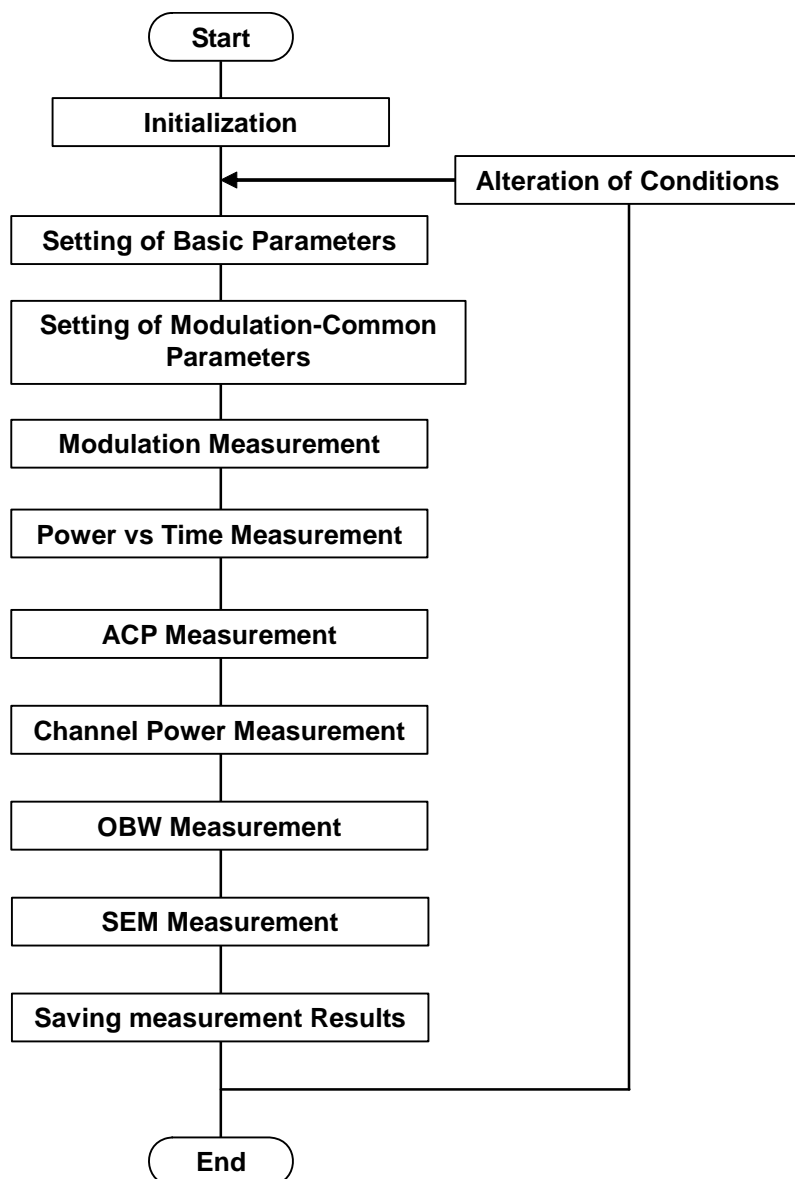 Start
Initialization
Alteration of Conditions
Setting of Basic Parameters
Setting of Modulation-Common
Parameters
Modulation Measurement
Power vs Time Measurement
ACP Measurement
Channel Power Measurement
OBW Measurement
SEM Measurement
Saving measurement Results
End